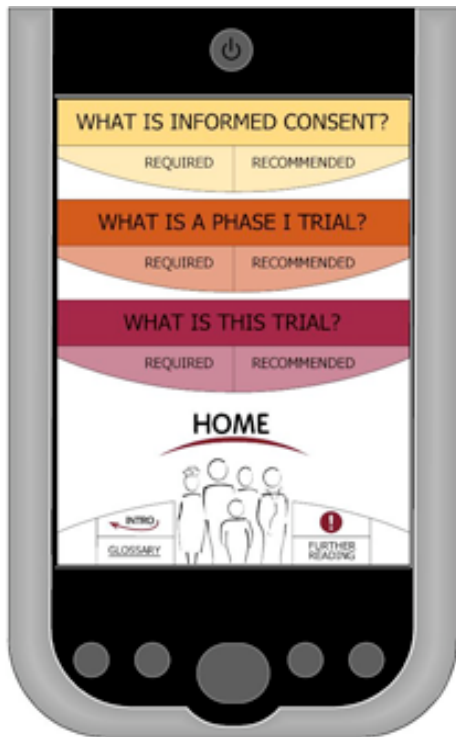 WHAT IS INFORMED CONSENT?
REQUIRED RECOMMENDED
WHAT IS A PHASE I TRIAL?
REQUIRED RECOMMENDED
WHAT IS THIS TRIAL?
REQUIRED RECOMMENDED
HOME
INTRO !
GLOSSARY FURTHER
READING